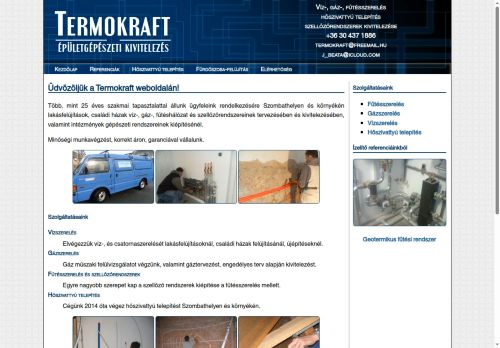 Termokraft
épületgépészeti kivitelezés
Víz-, gáz-, fűtésszerelés
hőszivattyú telepítés
szellőzőrendszerek kivitelezése
+36 30 437 1886
termokraft@freemail.hu
j_beata@icloud.com
Kezdőlap Referenciák Hőszivattyú telepítés Fürdőszoba-felújítás Elérhetőség
Üdvözöljük a Termokraft weboldalán!
Több, mint 25 éves szakmai tapasztalattal állunk ügyfeleink rendelkezésére Szombathelyen és környékén
lakásfelújítások, családi házak víz-, gáz-, fűtéshálózat és szellőzőrendszereinek tervezésében és kivitelezésében,
valamint intézmények gépészeti rendszereinek kiépítésénél.
Minőségi munkavégzést, korrekt áron, garanciával vállalunk.
Szolgáltatásaink
Vízszerelés
Elvégezzük víz-, és csatornaszerelését lakásfelújításoknál, családi házak felújításánál, újépítéseknél.
Gázszerelés
Gáz műszaki felülvizsgálatot végzünk, valamint gáztervezést, engedélyes terv alapján kivitelezést.
Fűtésszerelés és szellőzőrendszerek
Egyre nagyobb szerepet kap a szellőző rendszerek kiépítése a fűtésszerelés mellett.
Hőszivattyú telepítés
Cégünk 2014 óta végez hőszivattyú telepítést Szombathelyen és környékén.
Szolgáltatásaink
Fűtésszerelés
Gázszerelés
Vízszerelés
Hőszivattyú telepítés
Ízelítő referenciáinkból
Geotermikus fűtési rendszer